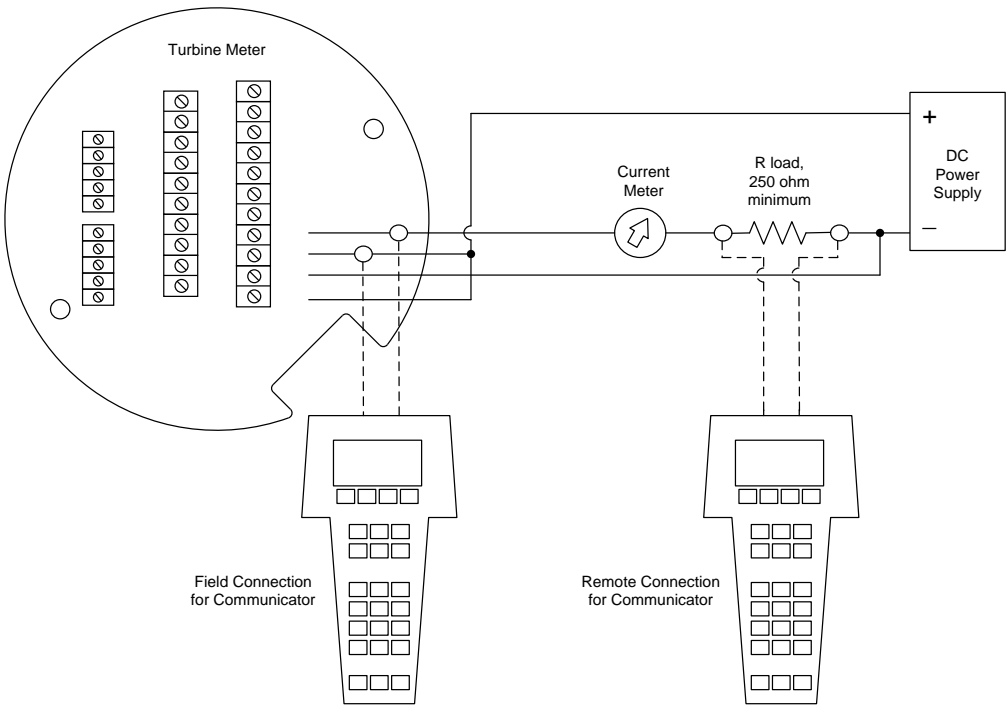 Turbine Meter
Current
Meter
R load,
250 ohm
minimum
+
DC
Power
Supply
–
Field Connection
for Communicator
Remote Connection
for Communicator